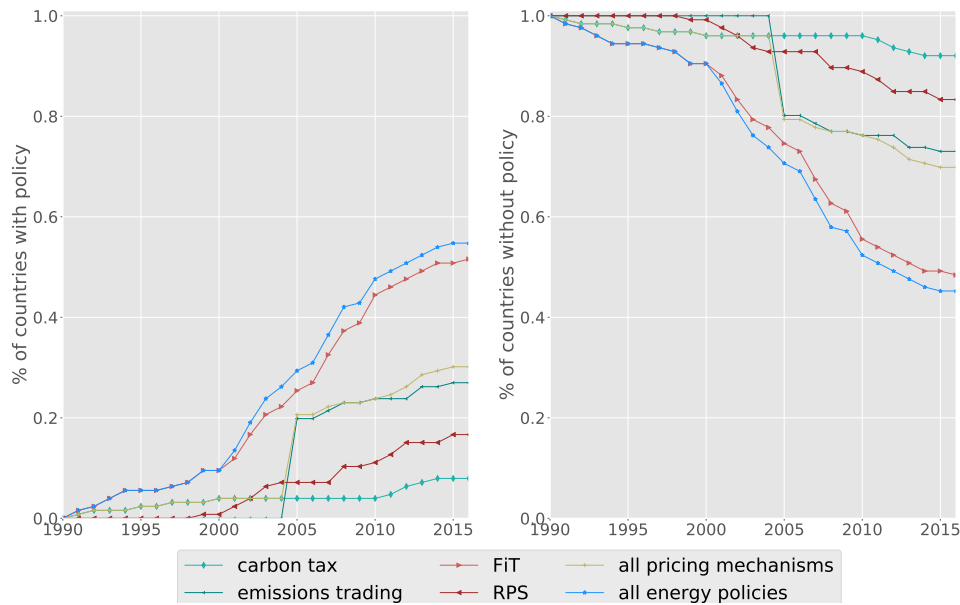 % of countries with policy
1.0
0.8
0.6
0.4
0.2
0.0
1990 1995 2000 2005 2010 2015
% of countries without policy
1.0
0.8
0.6
0.4
0.2
0.0
1990 1995 2000 2005 2010 2015
carbon tax FiT all pricing mechanisms
emissions trading RPS all energy policies